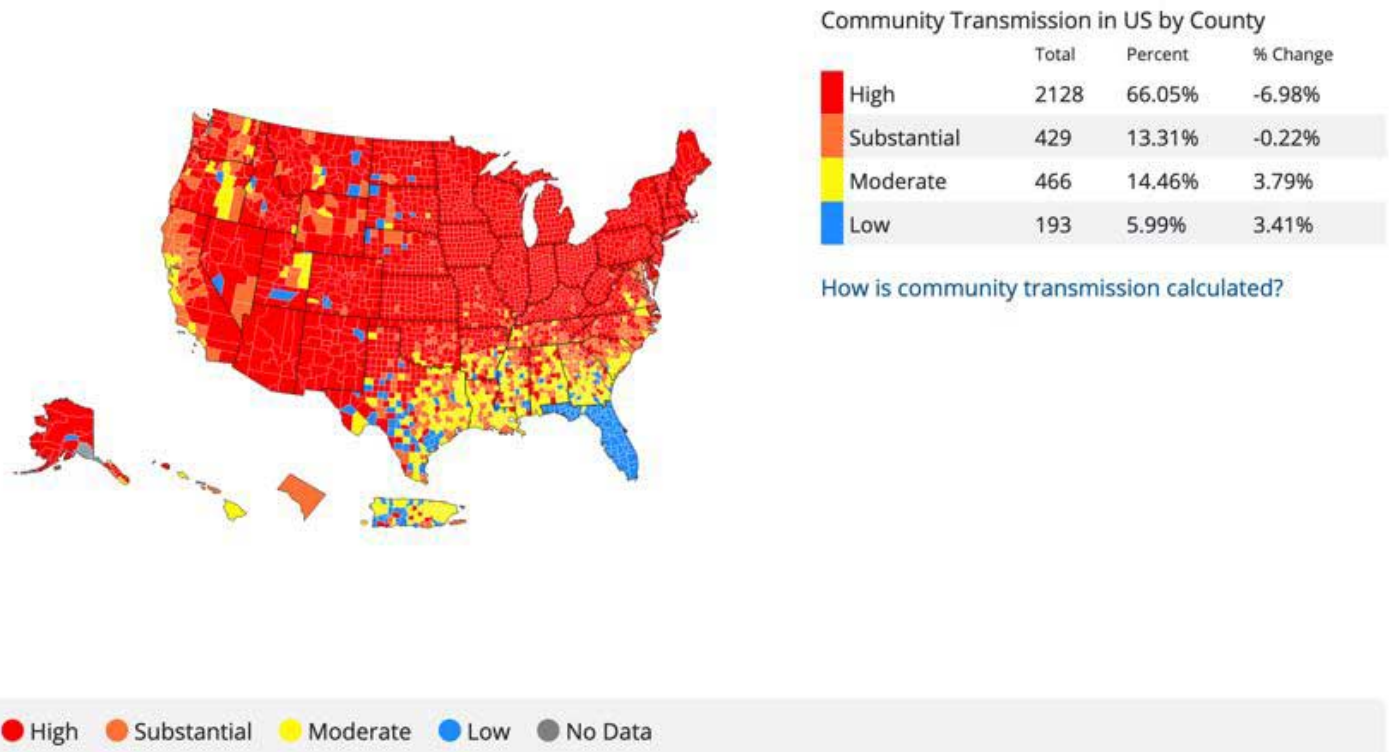 Community Transmission in US by County
Total Percent % Change
High 2128 66.05% -6.98%
Substantial 429 13.31% -0.22%
Moderate 466 14.46% 3.79%
Low 193 5.99% 3.41%
How is community transmission calculated?
High Substantial Moderate Low No Data